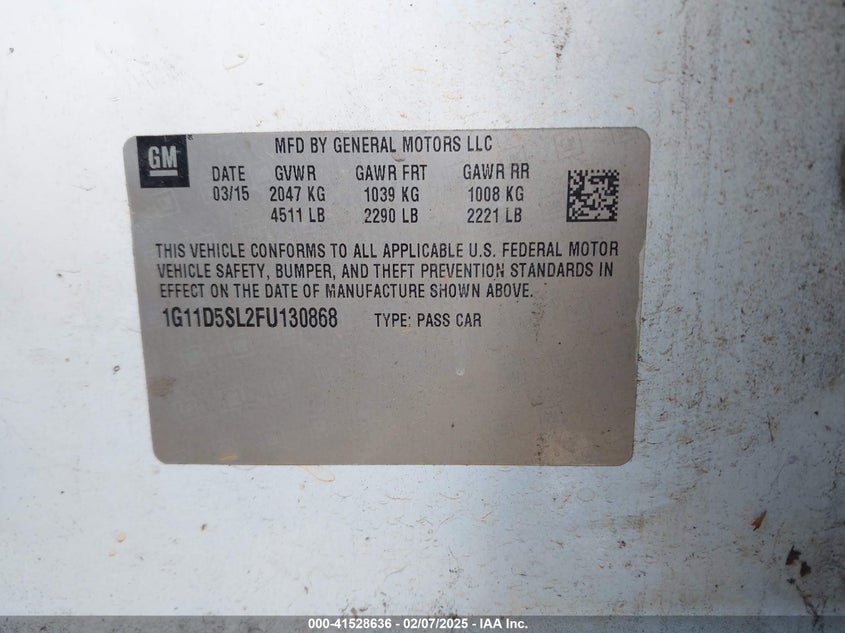 GM
MFD BY GENERAL MOTORS LLC
DATE GVWR GAWR FRT GAWR RR
03/15 2047 KG 1039 KG 1008 KG
4511 LB 2290 LB 2221 LB
THIS VEHICLE CONFORMS TO ALL APPLICABLE U.S. FEDERAL MOTOR
VEHICLE SAFETY, BUMPER, AND THEFT PREVENTION STANDARDS IN
EFFECT ON THE DATE OF MANUFACTURE SHOWN ABOVE.
1G11D5SL2FU130868 TYPE: PASS CAR
000-41528636 - 02/07/2025 - IAA Inc.